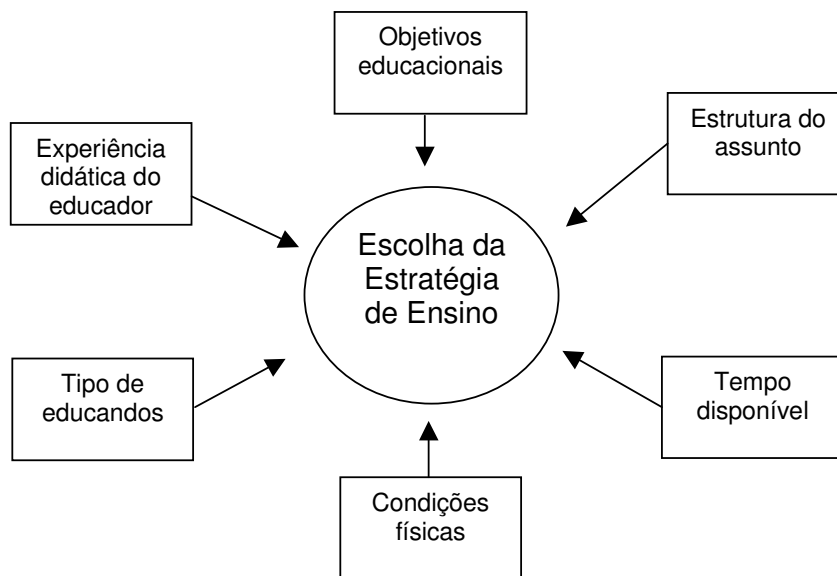 Objetivos
educacionais
Estrutura do
assunto
Experiência
didática do
educador
Escolha da
Estratégia
de Ensino
Tipo de
educandos
Tempo
disponível
Condições
físicas